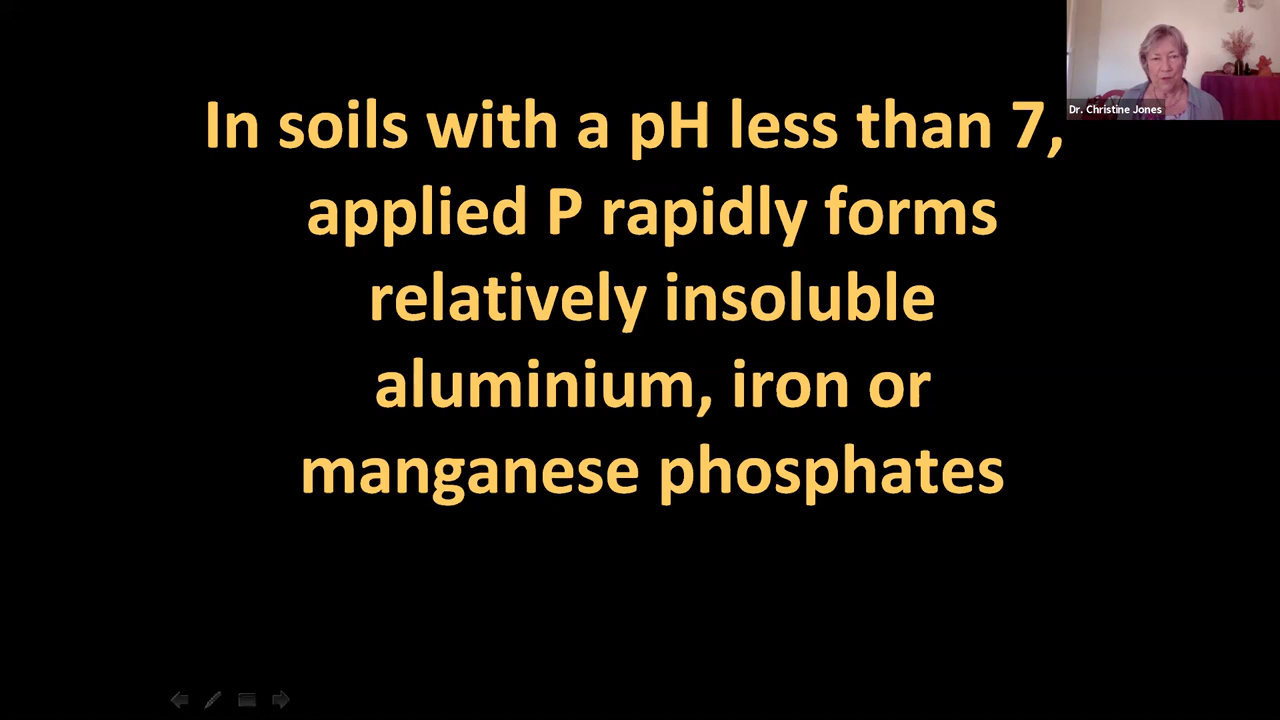 Dr. Christine Jones
In soils with a pH less than 7,
applied P rapidly forms
relatively insoluble
aluminium, iron or
manganese phosphates